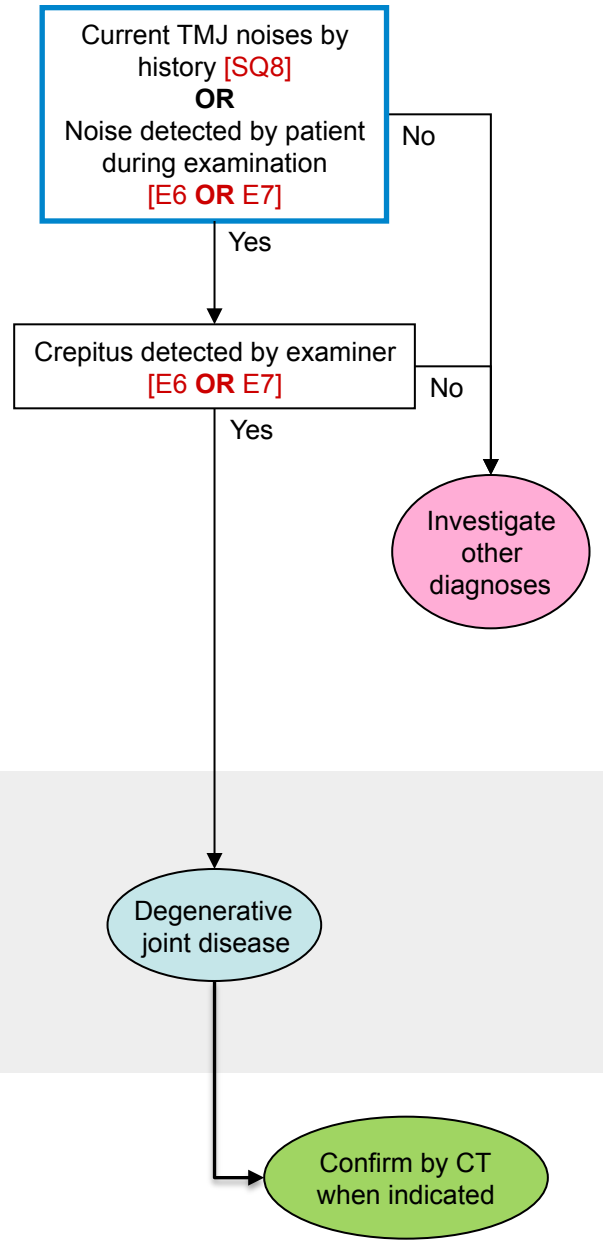 Current TMJ noises by
history [SQ8]
OR
Noise detected by patient
during examination
[E6 OR E7]
No
Yes
Crepitus detected by examiner
[E6 OR E7]
No
Yes
Investigate
other
diagnoses
Degenerative
joint disease
Confirm by CT
when indicated